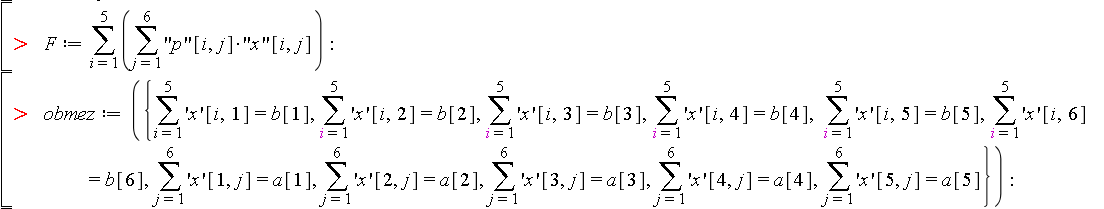 > F := ∑_{i=1}^{5} (∑_{j=1}^{6} "p"[i, j]·"x"[i, j]) :
> obmez := ({∑_{i=1}^{5} 'x'[i, 1] = b[1], ∑_{i=1}^{5} 'x'[i, 2] = b[2], ∑_{i=1}^{5} 'x'[i, 3] = b[3], ∑_{i=1}^{5} 'x'[i, 4] = b[4], ∑_{i=1}^{5} 'x'[i, 5] = b[5], ∑_{i=1}^{5} 'x'[i, 6]
= b[6], ∑_{j=1}^{6} 'x'[1, j] = a[1], ∑_{j=1}^{6} 'x'[2, j] = a[2], ∑_{j=1}^{6} 'x'[3, j] = a[3], ∑_{j=1}^{6} 'x'[4, j] = a[4], ∑_{j=1}^{6} 'x'[5, j] = a[5]}) :